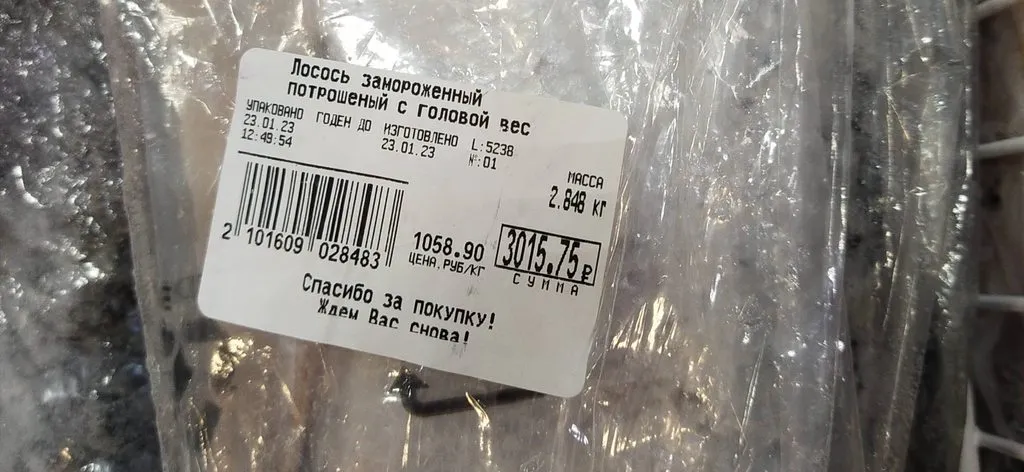 Лосось замороженный
потрошеный с головой вес
УПАКОВАНО ГОДЕН ДО ИЗГОТОВЛЕНО L:5238
23.01.23 23.01.23 №:01
12:49:54
МАССА
2.848 КГ
2 101609 028483
1058.90
ЦЕНА,РУБ/КГ
3015.75 ₽
СУММА
Спасибо за покупку!
Ждем Вас снова!